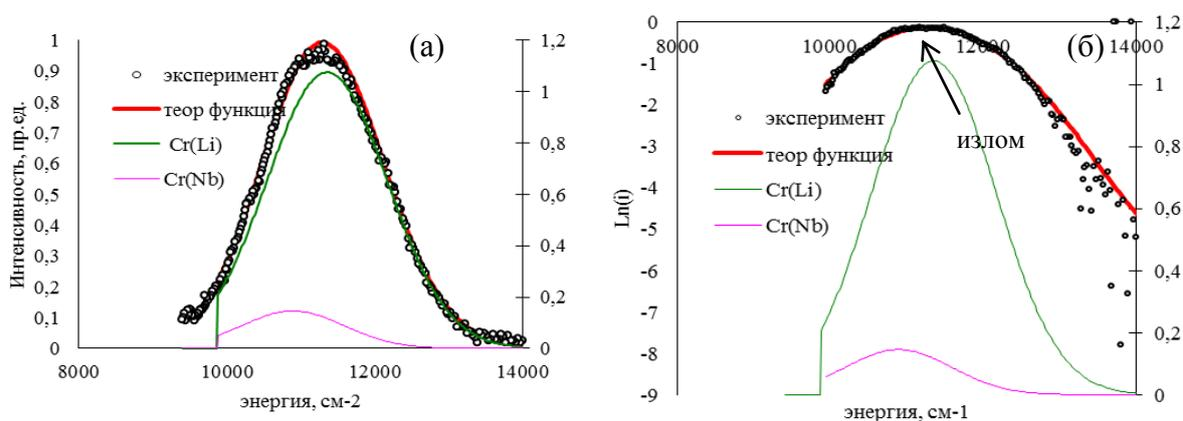 (а)
Интенсивность, пр.ед.
1
0,9
0,8
0,7
0,6
0,5
0,4
0,3
0,2
0,1
0
эксперимент
теор функция
Cr(Li)
Cr(Nb)
1,2
1
0,8
0,6
0,4
0,2
0
8000 10000 12000 14000
энергия, см-2
(б)
8000 10000 12000 14000
Ln(i)
0
-1
-2
-3
-4
-5
-6
-7
-8
-9
эксперимент
излом
теор функция
Cr(Li)
Cr(Nb)
1,2
1
0,8
0,6
0,4
0,2
0
энергия, см-1